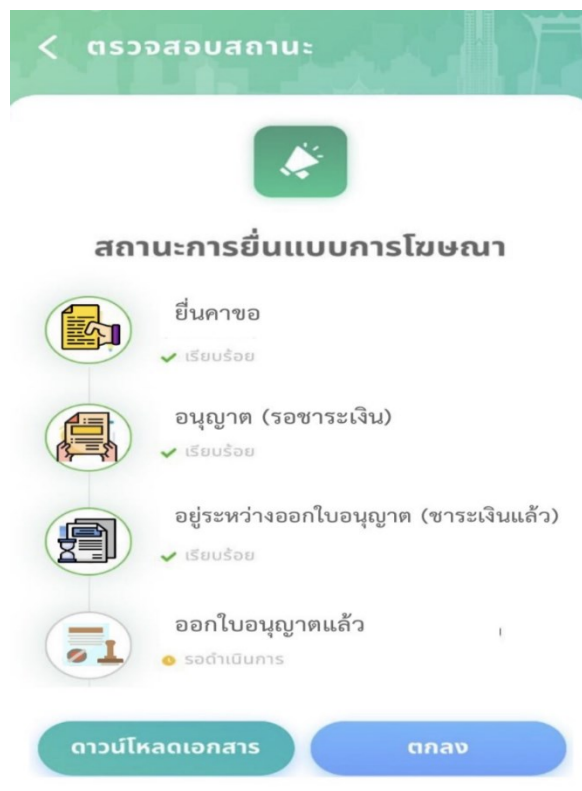 ตรวจสอบสถานะ
สถานะการยื่นแบบการโฆษณา
ยื่นคาขอ
เรียบร้อย
อนุญาต (รอชาระเงิน)
เรียบร้อย
อยู่ระหว่างออกใบอนุญาต (ชาระเงินแล้ว)
เรียบร้อย
ออกใบอนุญาตแล้ว
รอดำเนินการ
ดาวน์โหลดเอกสาร ตกลง